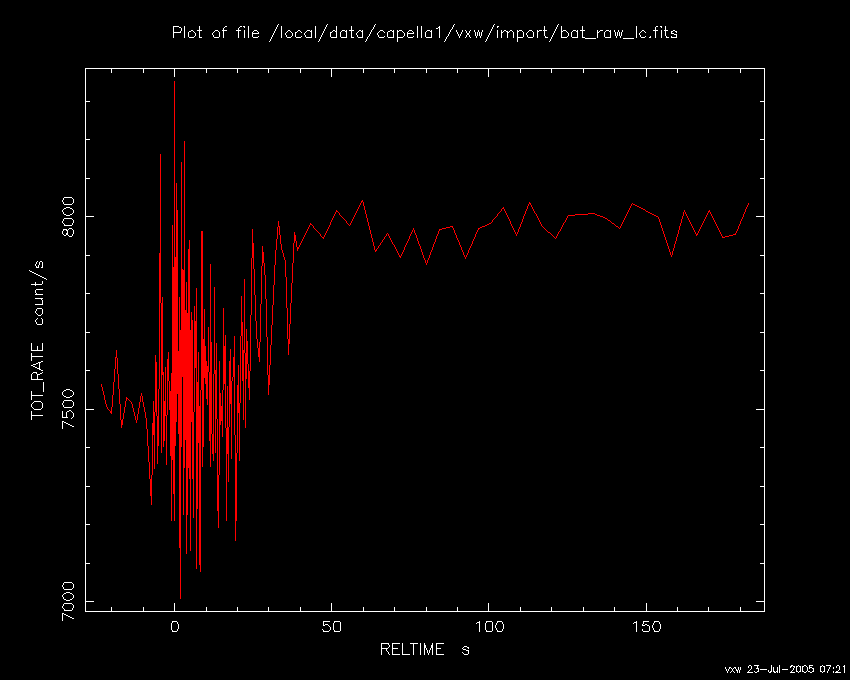 Plot of file /local/data/capella1/vxw/import/bat_raw_lc.fits
8000
7500
7000
TOT_RATE count/s
0 50 100 150
RELTIME s
vxw 23-Jul-2005 07:21